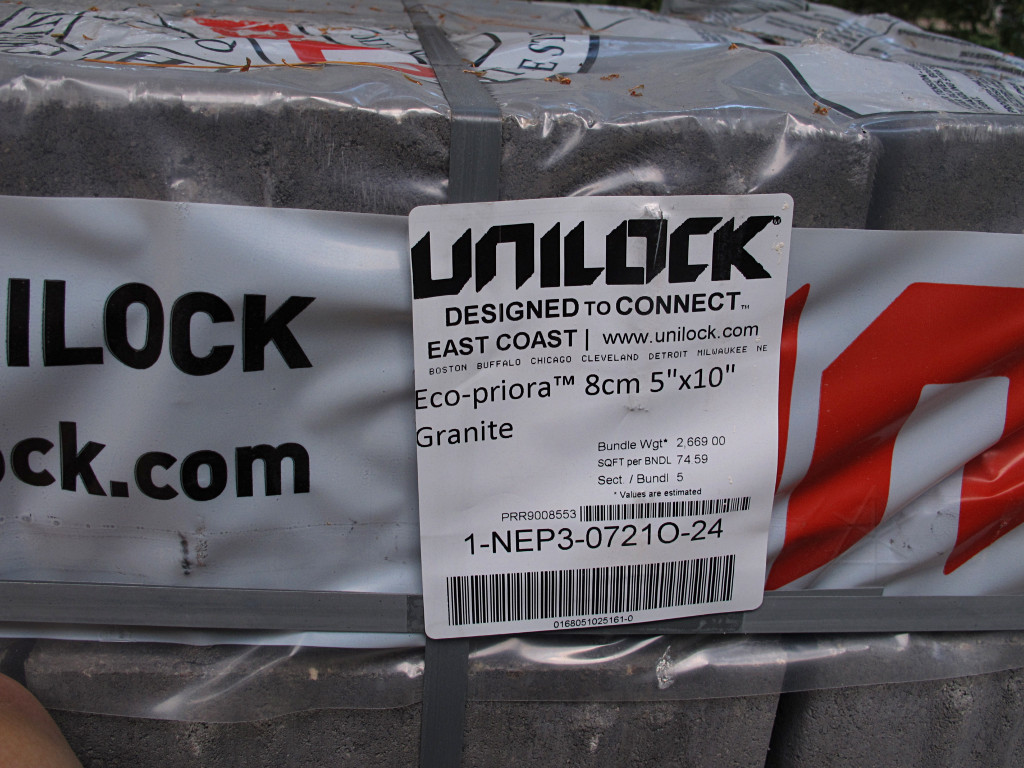 EST
ILOCK
ock.com
UNILOCK®
DESIGNED TO CONNECT™
EAST COAST | www.unilock.com
BOSTON BUFFALO CHICAGO CLEVELAND DETROIT MILWAUKEE NE
Eco-priora™ 8cm 5"x10"
Granite
Bundle Wgt* 2,669 00
SQFT per BNDL 74 59
Sect / Bundl 5
* Values are estimated
PRR9008553
1-NEP3-0721O-24
0168051025161-0